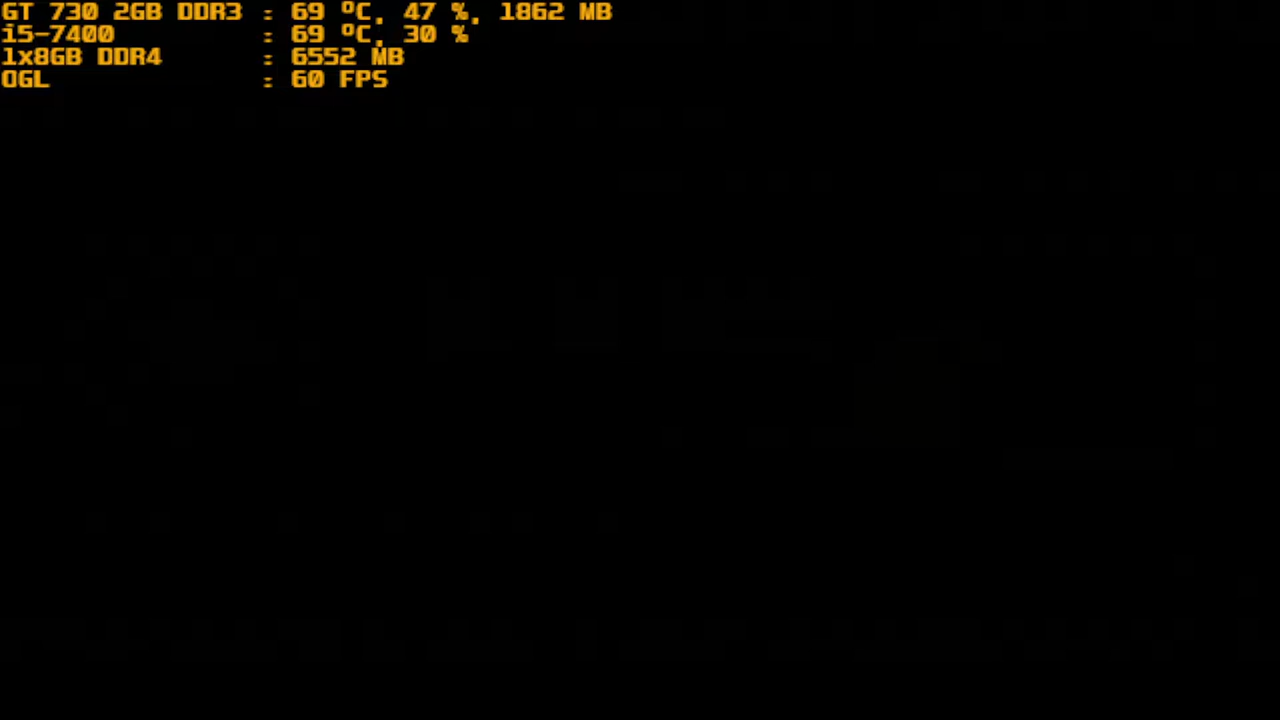 GT 730 2GB DDR3 : 69 ºC, 47 %, 1862 MB
i5-7400 : 69 ºC, 30 %
1x8GB DDR4 : 6552 MB
OGL : 60 FPS